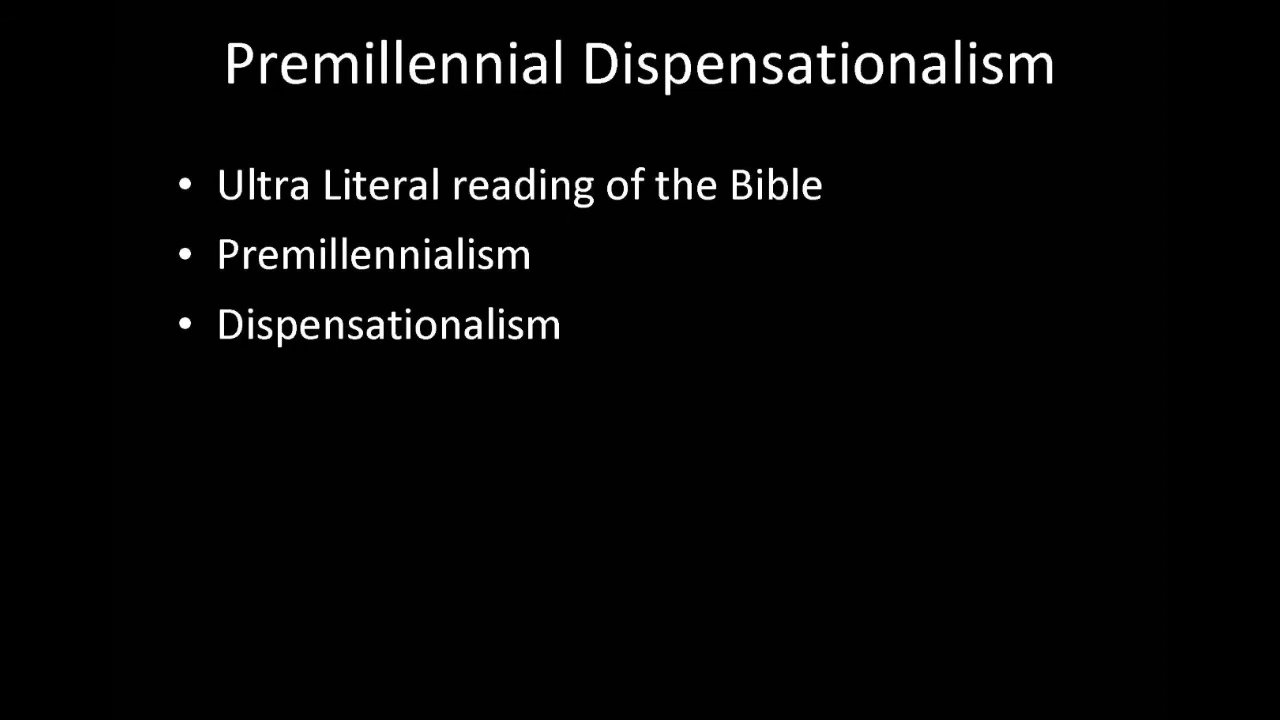 Premillennial Dispensationalism
• Ultra Literal reading of the Bible
• Premillennialism
• Dispensationalism